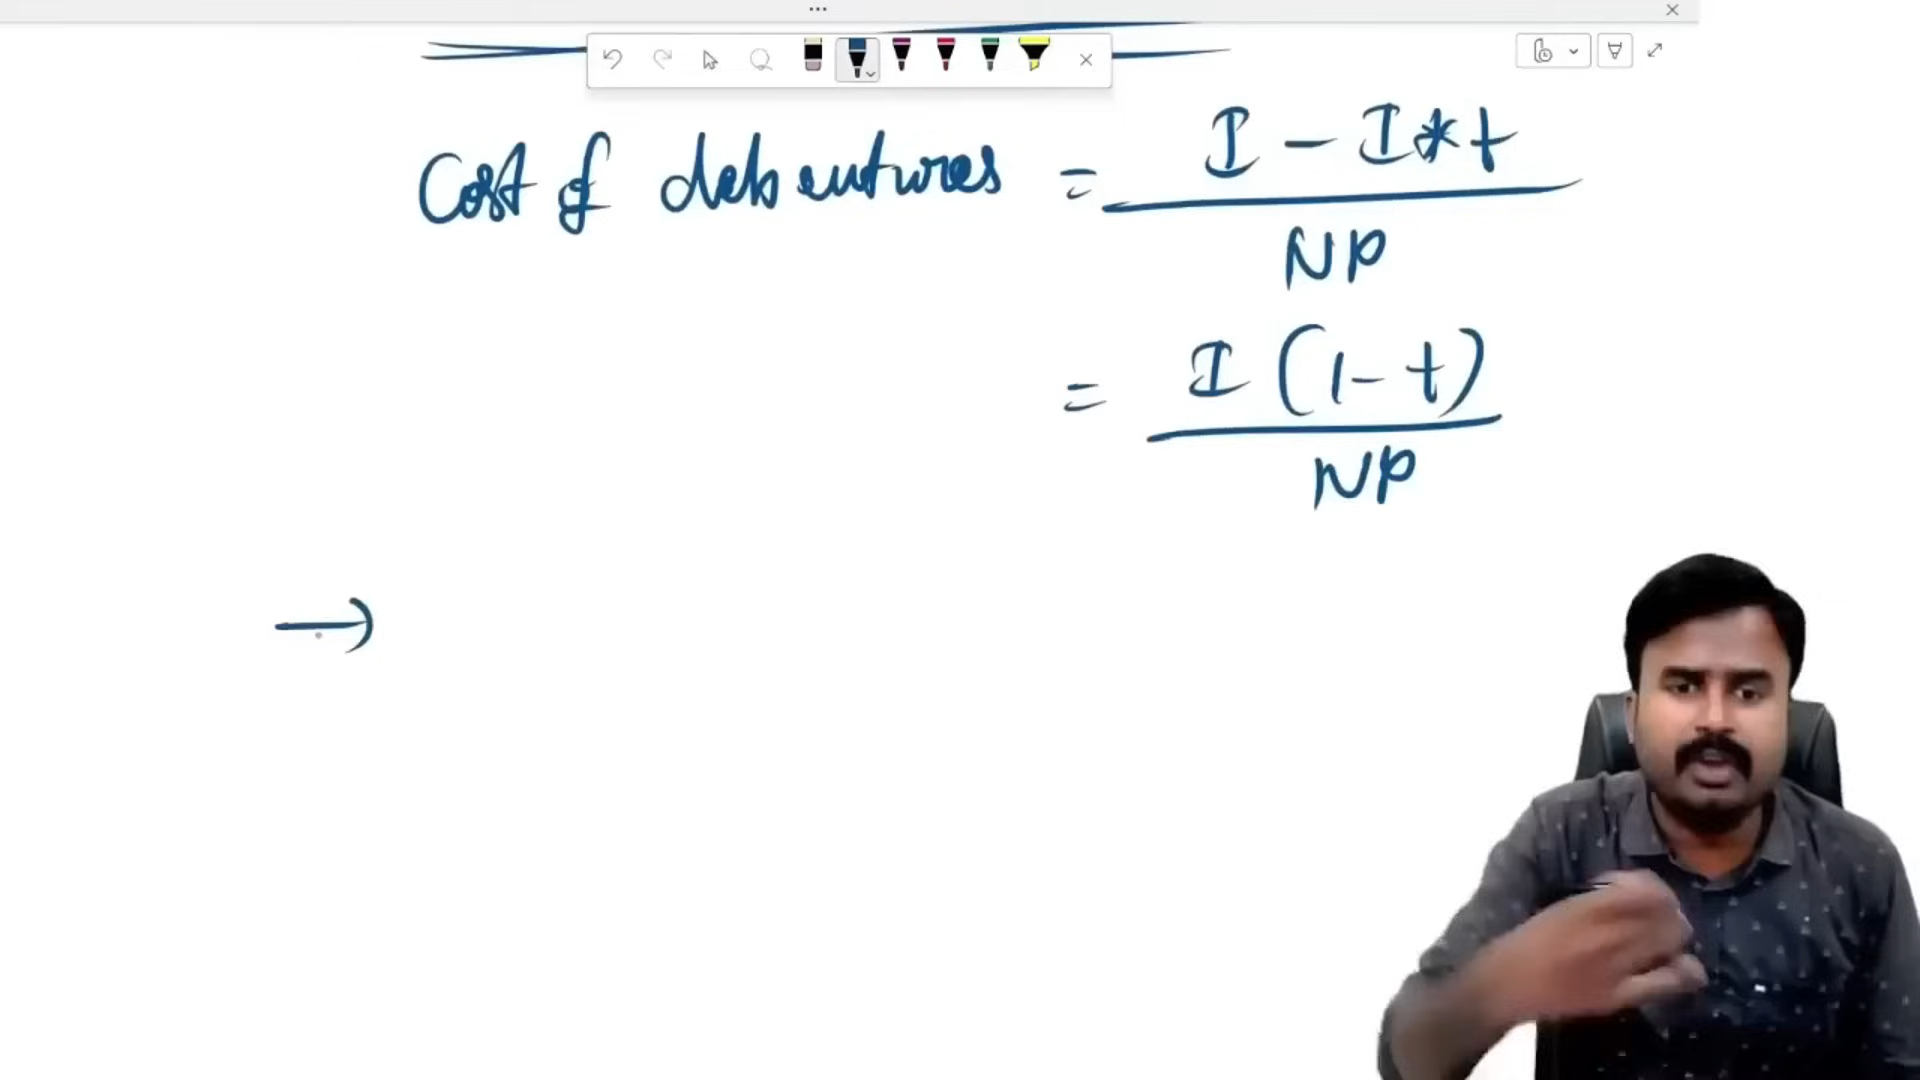 Cost of debentures = I - I*t / NP
= I (1-t) / NP
→